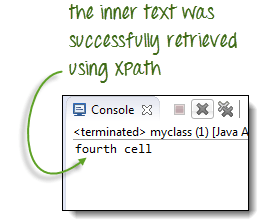 the inner text was
successfully retrieved
using XPath
Console
<terminated> myclass (1) [Java A
fourth cell